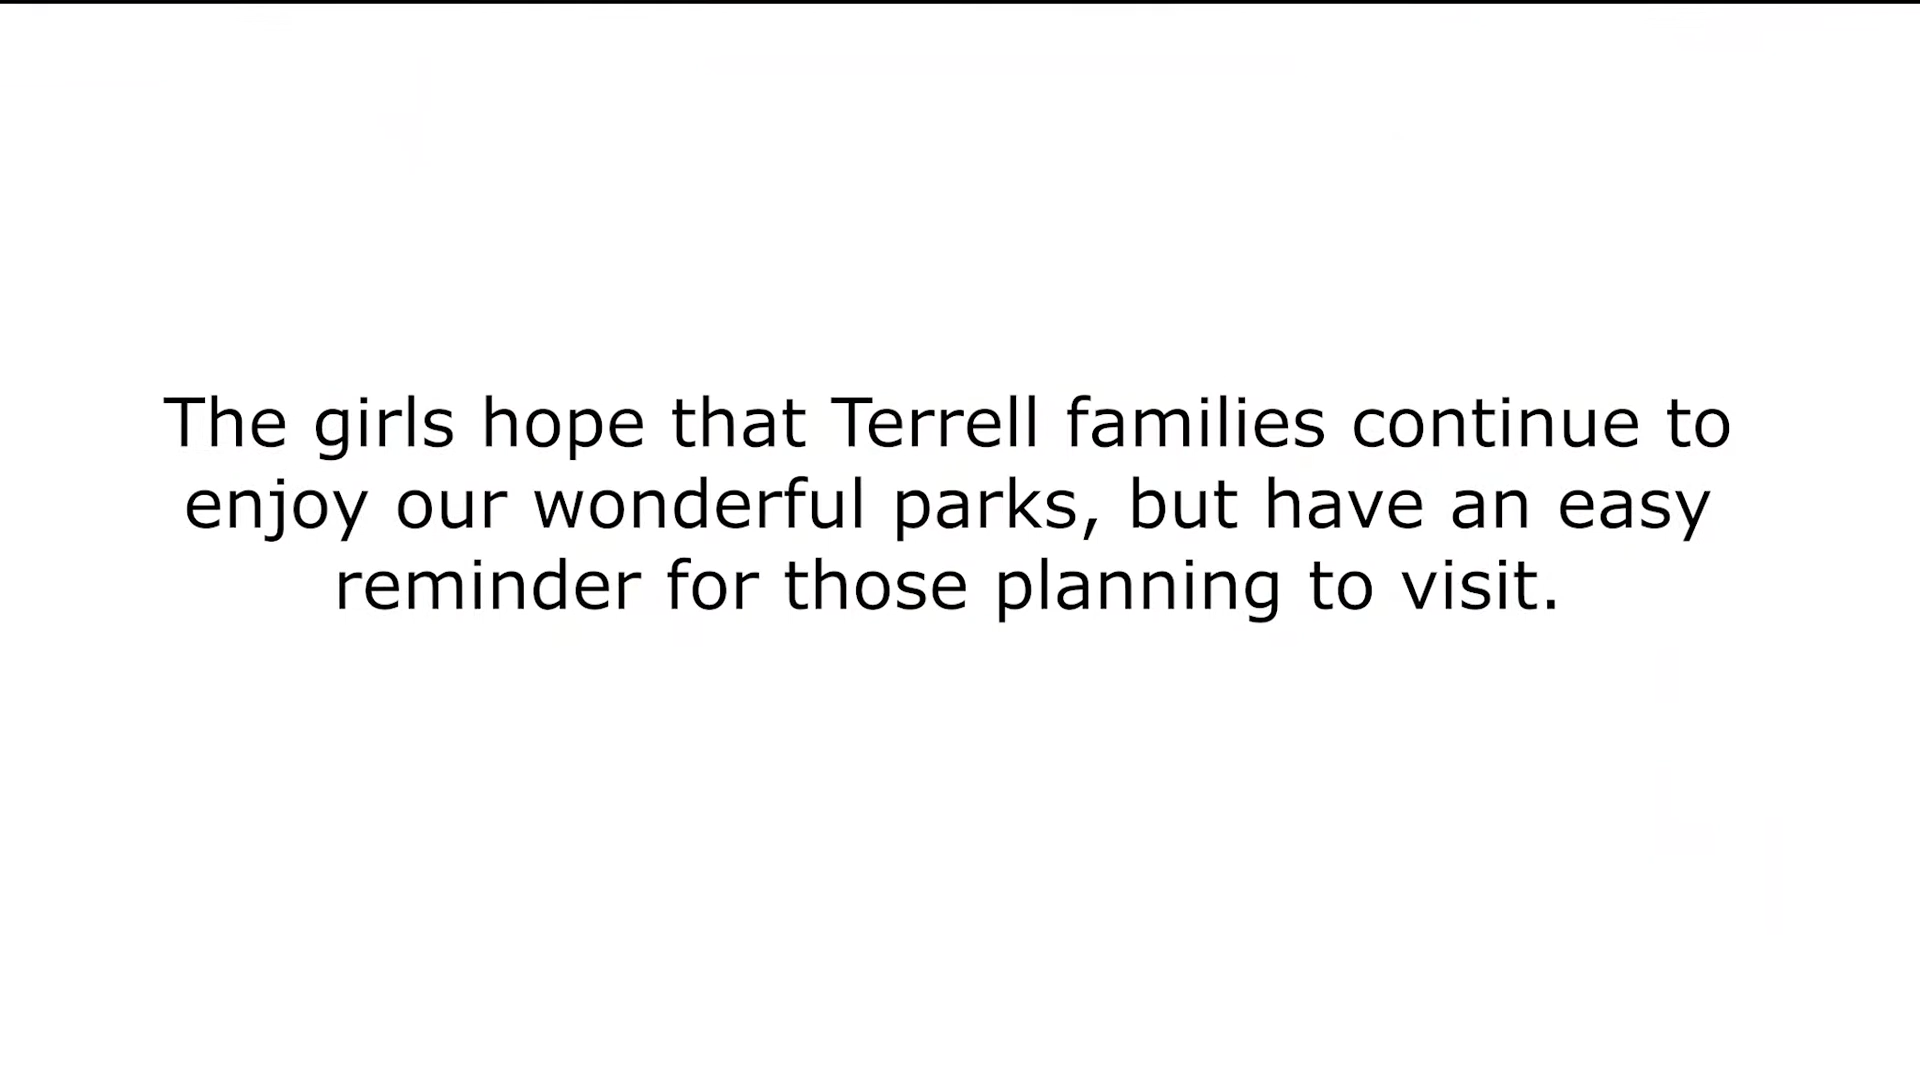 The girls hope that Terrell families continue to
enjoy our wonderful parks, but have an easy
reminder for those planning to visit.